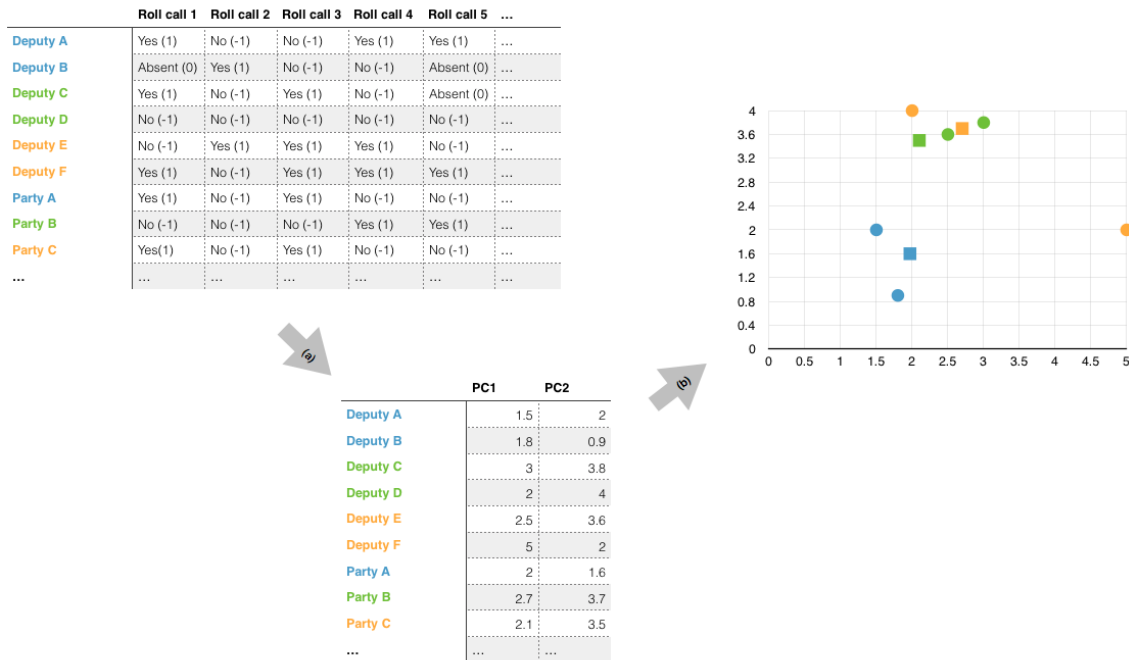 Roll call 1 Roll call 2 Roll call 3 Roll call 4 Roll call 5 ...
Deputy A Yes (1) No (-1) No (-1) Yes (1) Yes (1) ...
Deputy B Absent (0) Yes (1) No (-1) No (-1) Absent (0) ...
Deputy C Yes (1) No (-1) Yes (1) No (-1) Absent (0) ...
Deputy D No (-1) No (-1) No (-1) No (-1) No (-1) ...
Deputy E No (-1) Yes (1) Yes (1) Yes (1) No (-1) ...
Deputy F Yes (1) No (-1) Yes (1) Yes (1) Yes (1) ...
Party A Yes (1) No (-1) Yes (1) No (-1) No (-1) ...
Party B No (-1) No (-1) No (-1) Yes (1) Yes (1) ...
Party C Yes(1) No (-1) Yes (1) No (-1) No (-1) ...
... ... ... ... ... ... ...
(a)
PC1 PC2
Deputy A 1.5 2
Deputy B 1.8 0.9
Deputy C 3 3.8
Deputy D 2 4
Deputy E 2.5 3.6
Deputy F 5 2
Party A 2 1.6
Party B 2.7 3.7
Party C 2.1 3.5
... ... ...
(b)
4
3.6
3.2
2.8
2.4
2
1.6
1.2
0.8
0.4
0
0 0.5 1 1.5 2 2.5 3 3.5 4 4.5 5